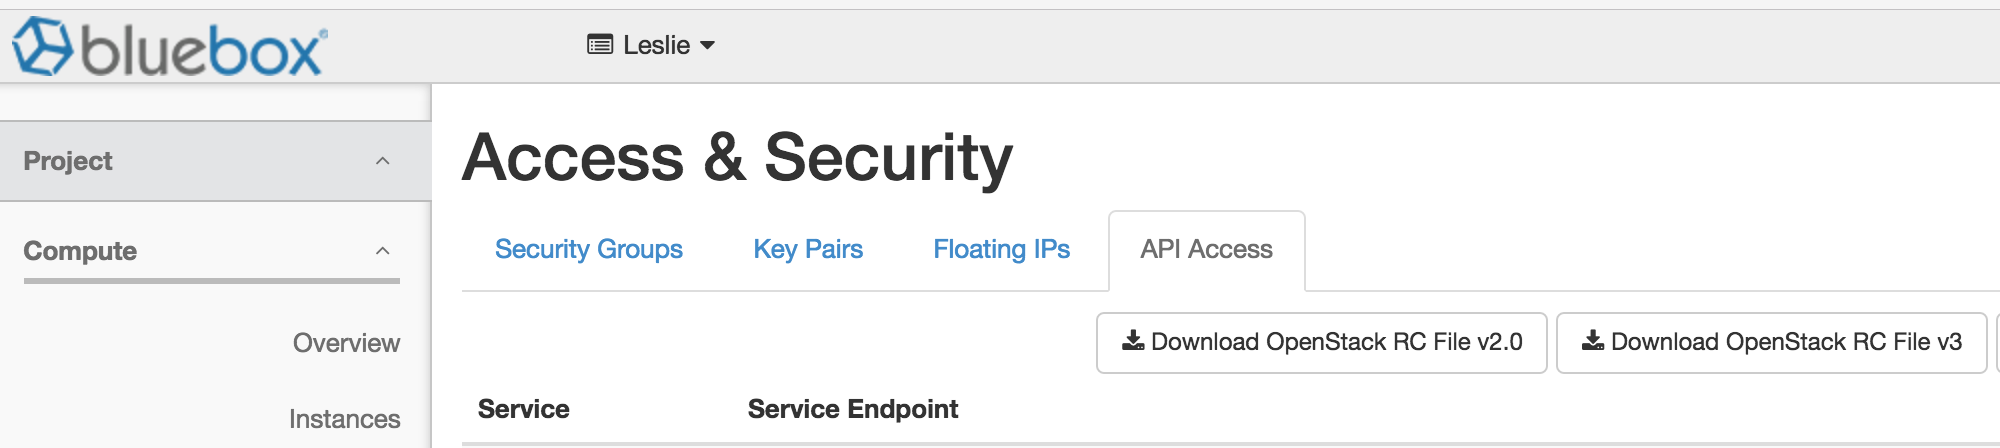 bluebox
Leslie
Project
Compute
Overview
Instances
Access & Security
Security Groups
Key Pairs
Floating IPs
API Access
Download OpenStack RC File v2.0
Download OpenStack RC File v3
Service
Service Endpoint